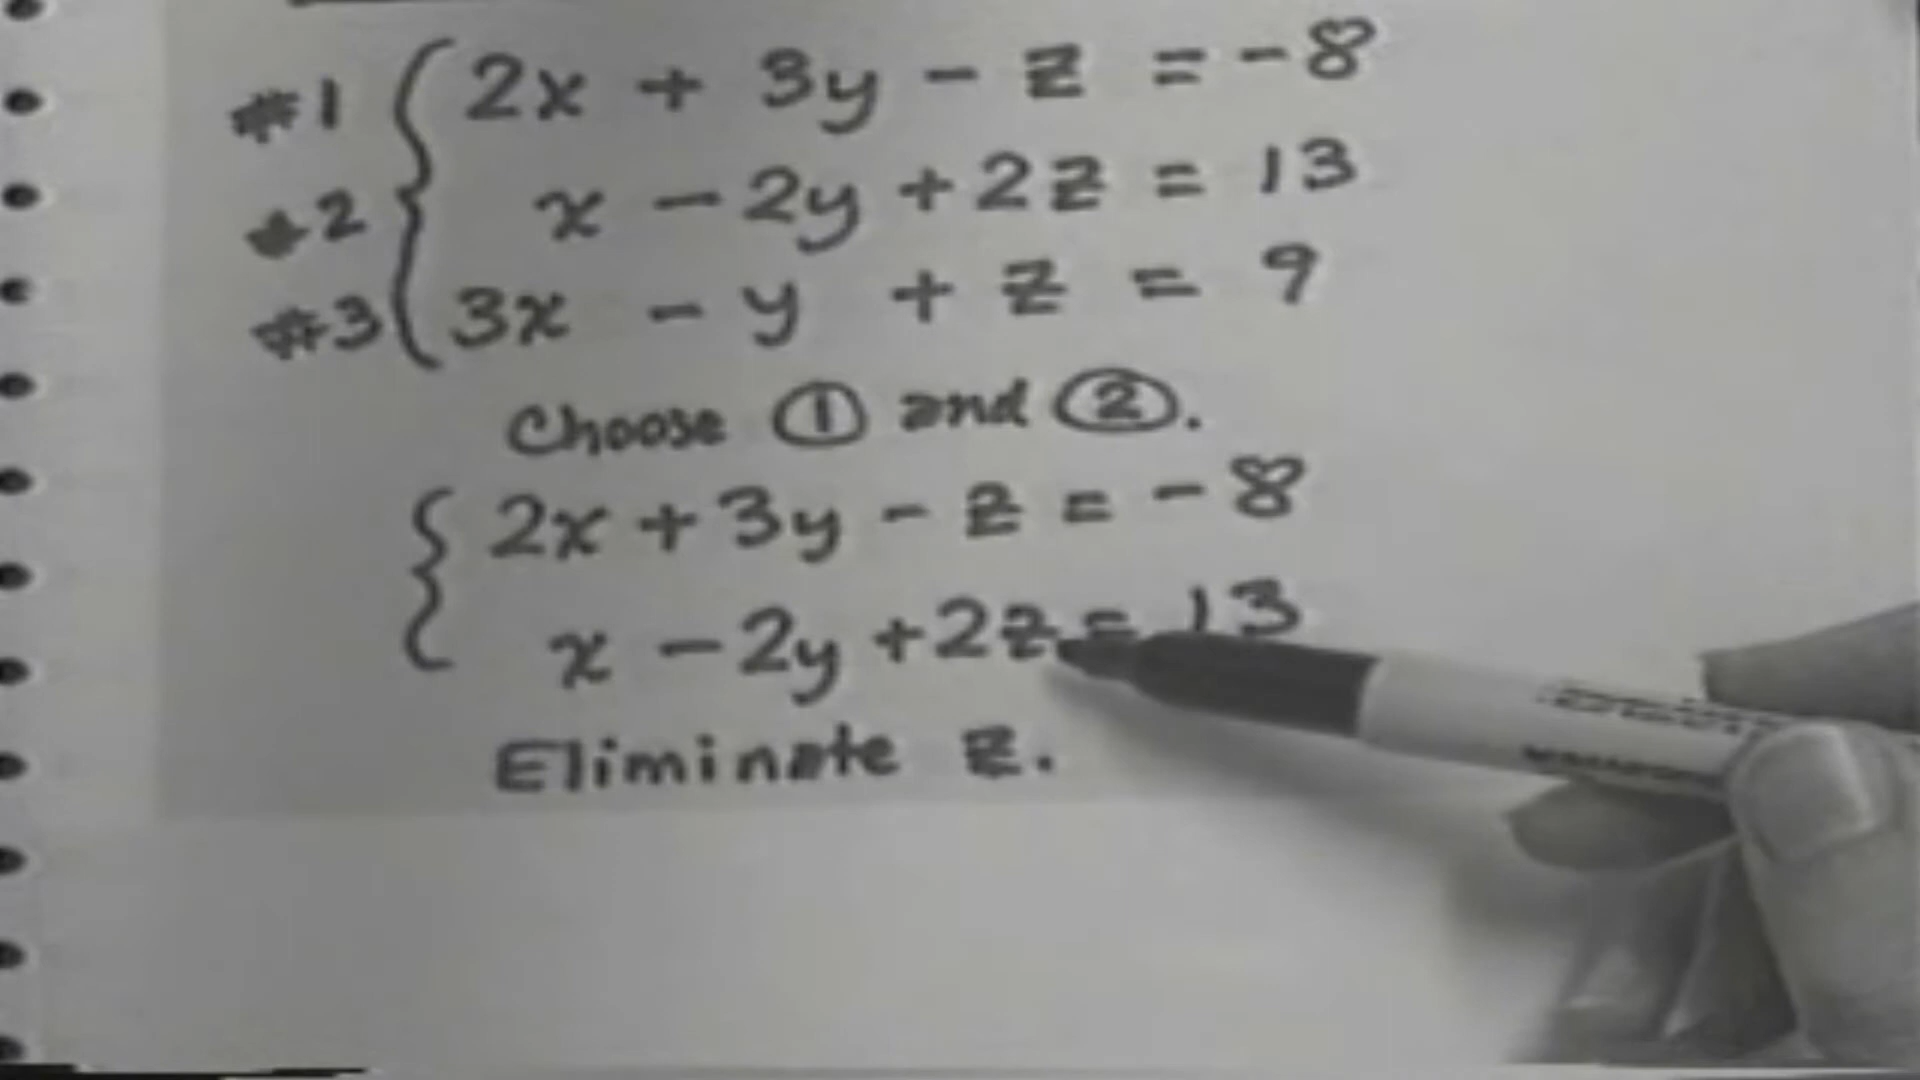 #1 2x + 3y - z = -8
#2 x - 2y + 2z = 13
#3 3x - y + z = 9
Choose ① and ②.
2x + 3y - z = -8
x - 2y + 2z = 13
Eliminate z.